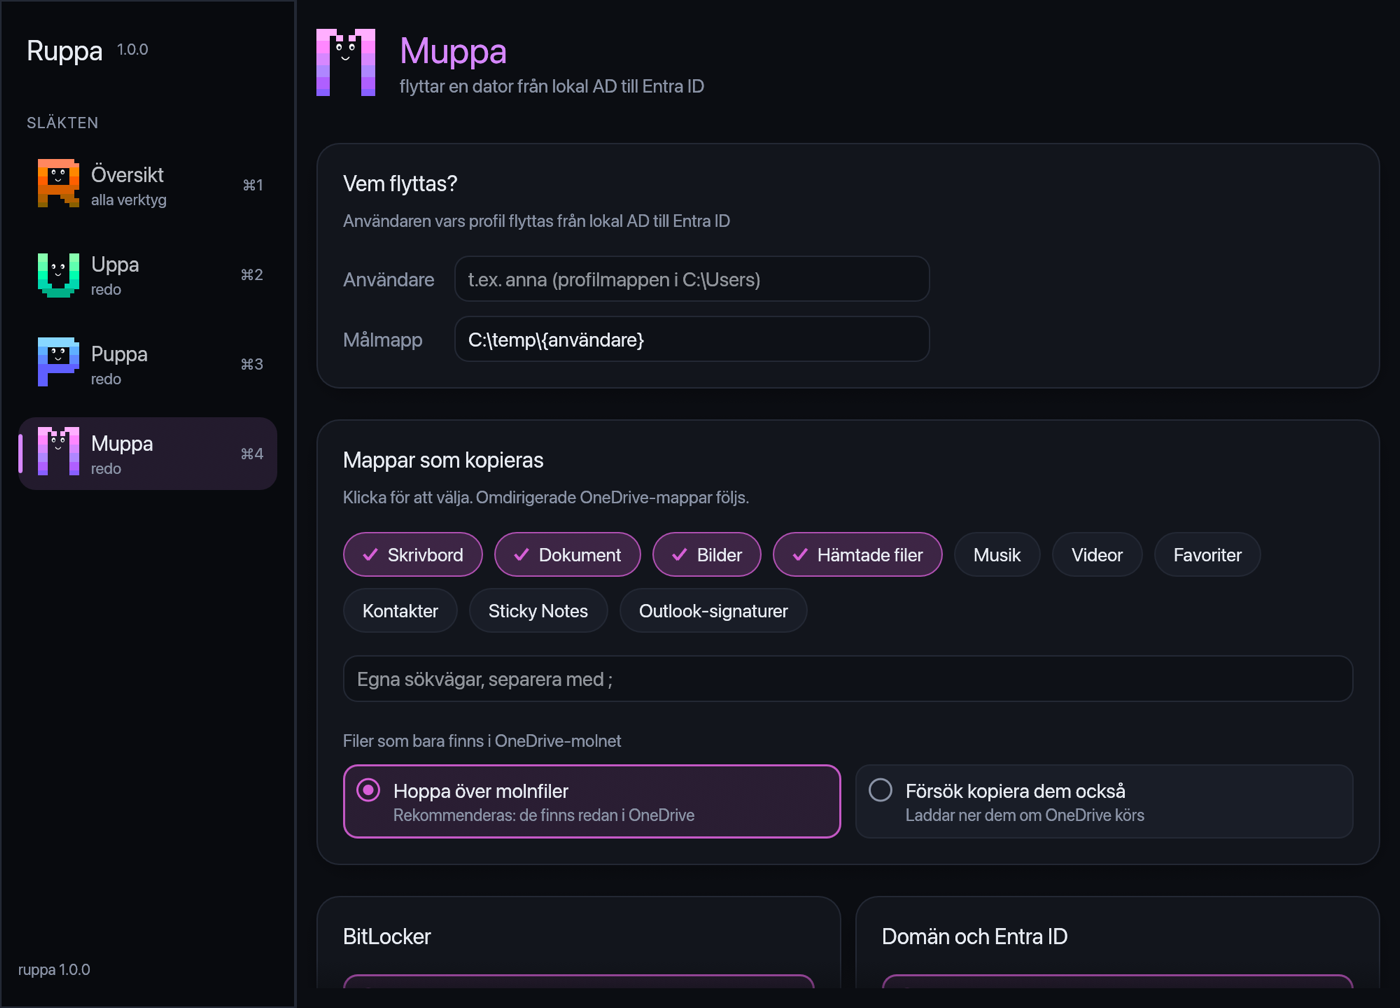 Ruppa 1.0.0
SLÄKTEN
Översikt
alla verktyg
⌘1
Uppa
redo
⌘2
Puppa
redo
⌘3
Muppa
redo
⌘4
ruppa 1.0.0
Muppa
flyttar en dator från lokal AD till Entra ID
Vem flyttas?
Användaren vars profil flyttas från lokal AD till Entra ID
Användare
t.ex. anna (profilmappen i C:\Users)
Målmapp
C:\temp\{användare}
Mappar som kopieras
Klicka för att välja. Omdirigerade OneDrive-mappar följs.
Skrivbord
Dokument
Bilder
Hämtade filer
Musik
Videor
Favoriter
Kontakter
Sticky Notes
Outlook-signaturer
Egna sökvägar, separera med ;
Filer som bara finns i OneDrive-molnet
Hoppa över molnfiler
Rekommenderas: de finns redan i OneDrive
Försök kopiera dem också
Laddar ner dem om OneDrive körs
BitLocker
Domän och Entra ID